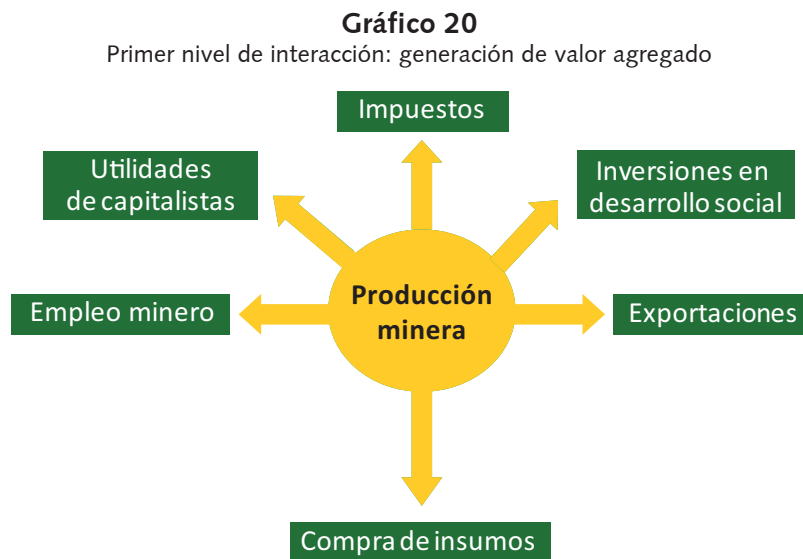 Gráfico 20
Primer nivel de interacción: generación de valor agregado
Impuestos
Utilidades
de capitalistas
Inversiones en
desarrollo social
Empleo minero
Producción
minera
Exportaciones
Compra de insumos